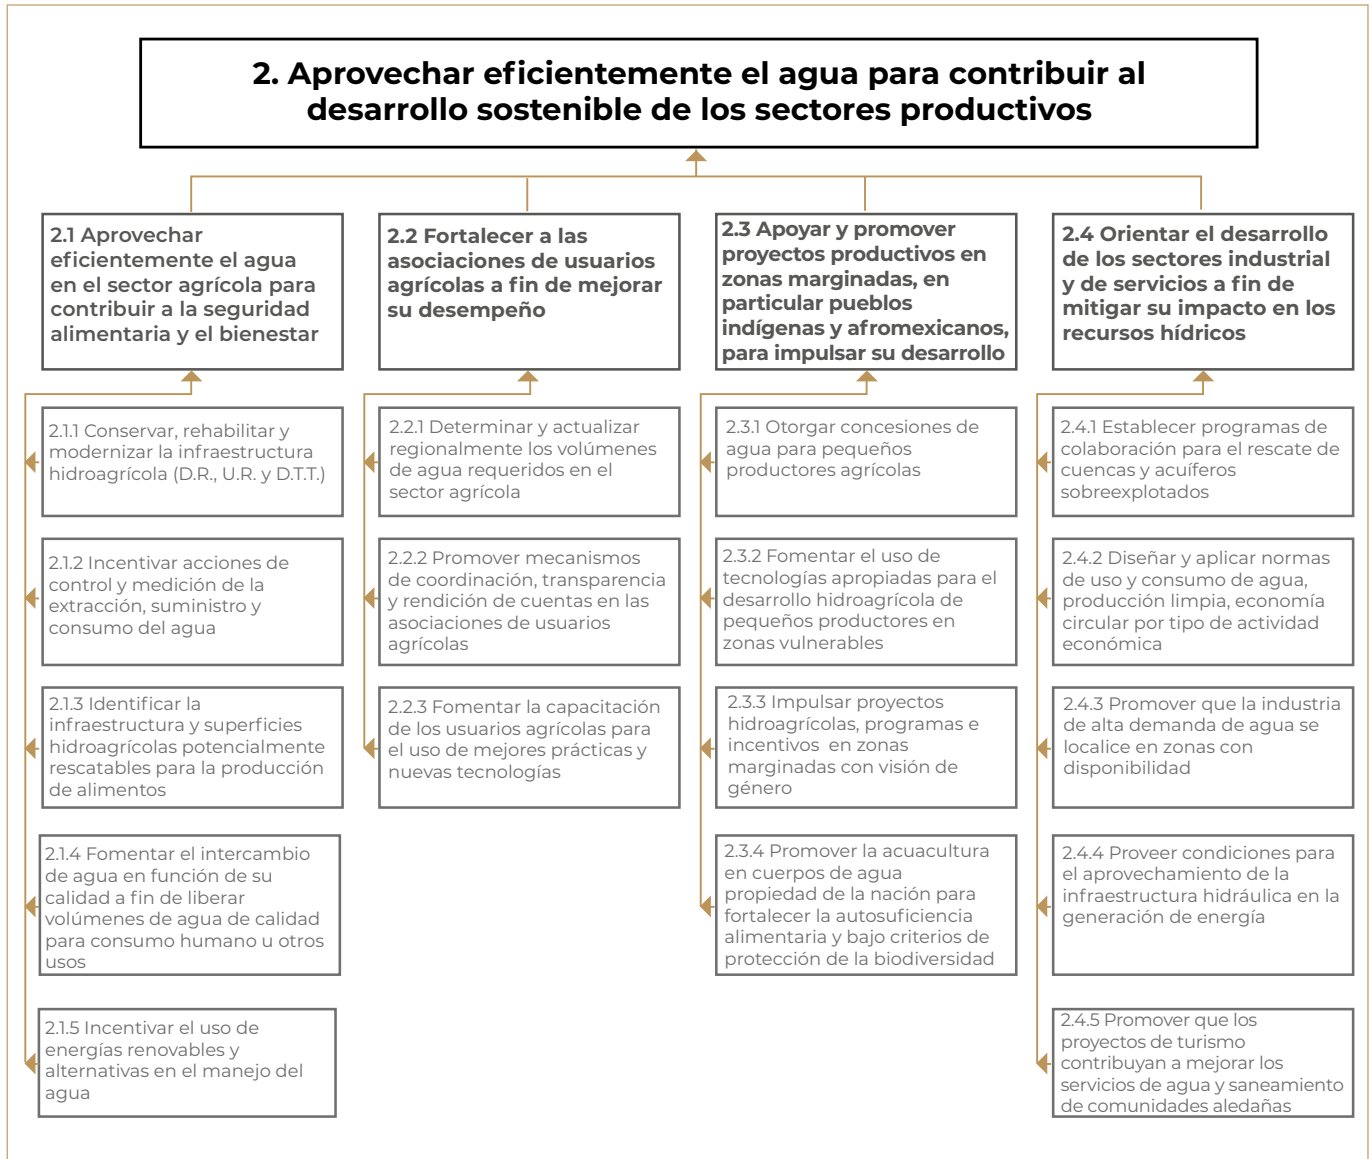 2. Aprovechar eficientemente el agua para contribuir al
desarrollo sostenible de los sectores productivos
2.1 Aprovechar
eficientemente el agua
en el sector agrícola para
contribuir a la seguridad
alimentaria y el bienestar
2.1.1 Conservar, rehabilitar y
modernizar la infraestructura
hidroagrícola (D.R., U.R. y D.T.T.)
2.1.2 Incentivar acciones de
control y medición de la
extracción, suministro y
consumo del agua
2.1.3 Identificar la
infraestructura y superficies
hidroagrícolas potencialmente
rescatables para la producción
de alimentos
2.1.4 Fomentar el intercambio
de agua en función de su
calidad a fin de liberar
volúmenes de agua de calidad
para consumo humano u otros
usos
2.1.5 Incentivar el uso de
energías renovables y
alternativas en el manejo del
agua
2.2 Fortalecer a las
asociaciones de usuarios
agrícolas a fin de mejorar
su desempeño
2.2.1 Determinar y actualizar
regionalmente los volúmenes
de agua requeridos en el
sector agrícola
2.2.2 Promover mecanismos
de coordinación, transparencia
y rendición de cuentas en las
asociaciones de usuarios
agrícolas
2.2.3 Fomentar la capacitación
de los usuarios agrícolas para
el uso de mejores prácticas y
nuevas tecnologías
2.3 Apoyar y promover
proyectos productivos en
zonas marginadas, en
particular pueblos
indígenas y afromexicanos,
para impulsar su desarrollo
2.3.1 Otorgar concesiones de
agua para pequeños
productores agrícolas
2.3.2 Fomentar el uso de
tecnologías apropiadas para el
desarrollo hidroagrícola de
pequeños productores en
zonas vulnerables
2.3.3 Impulsar proyectos
hidroagrícolas, programas e
incentivos en zonas
marginadas con visión de
género
2.3.4 Promover la acuacultura
en cuerpos de agua
propiedad de la nación para
fortalecer la autosuficiencia
alimentaria y bajo criterios de
protección de la biodiversidad
2.4 Orientar el desarrollo
de los sectores industrial
y de servicios a fin de
mitigar su impacto en los
recursos hídricos
2.4.1 Establecer programas de
colaboración para el rescate de
cuencas y acuíferos
sobreexplotados
2.4.2 Diseñar y aplicar normas
de uso y consumo de agua,
producción limpia, economía
circular por tipo de actividad
económica
2.4.3 Promover que la industria
de alta demanda de agua se
localice en zonas con
disponibilidad
2.4.4 Proveer condiciones para
el aprovechamiento de la
infraestructura hidráulica en la
generación de energía
2.4.5 Promover que los
proyectos de turismo
contribuyan a mejorar los
servicios de agua y saneamiento
de comunidades aledañas